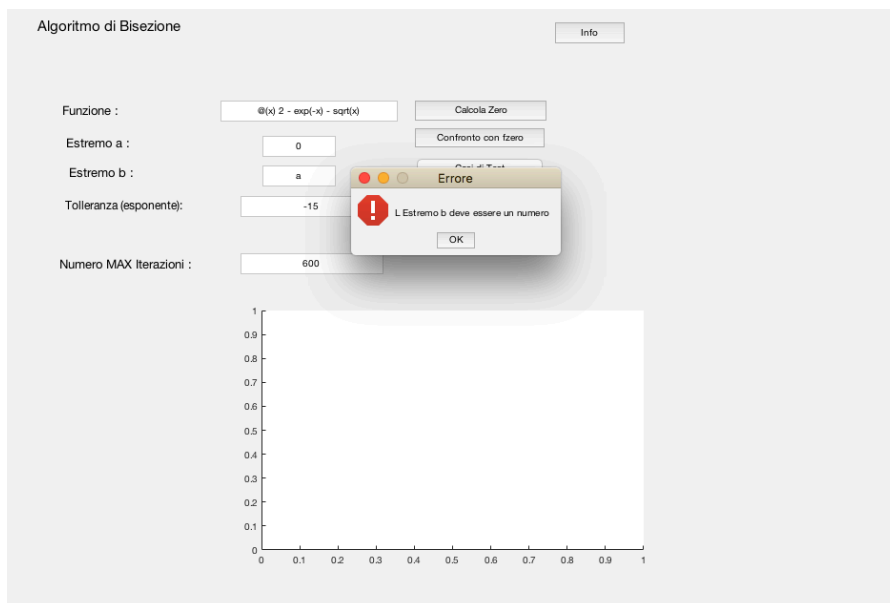 Algoritmo di Bisezione
Info
Funzione :
@(x) 2 - exp(-x) - sqrt(x)
Calcola Zero
Estremo a :
0
Confronto con fzero
Estremo b :
a
Casi di Test
Errore
L Estremo b deve essere un numero
OK
Tolleranza (esponente):
-15
Numero MAX Iterazioni :
600
1
0.9
0.8
0.7
0.6
0.5
0.4
0.3
0.2
0.1
0
0 0.1 0.2 0.3 0.4 0.5 0.6 0.7 0.8 0.9 1